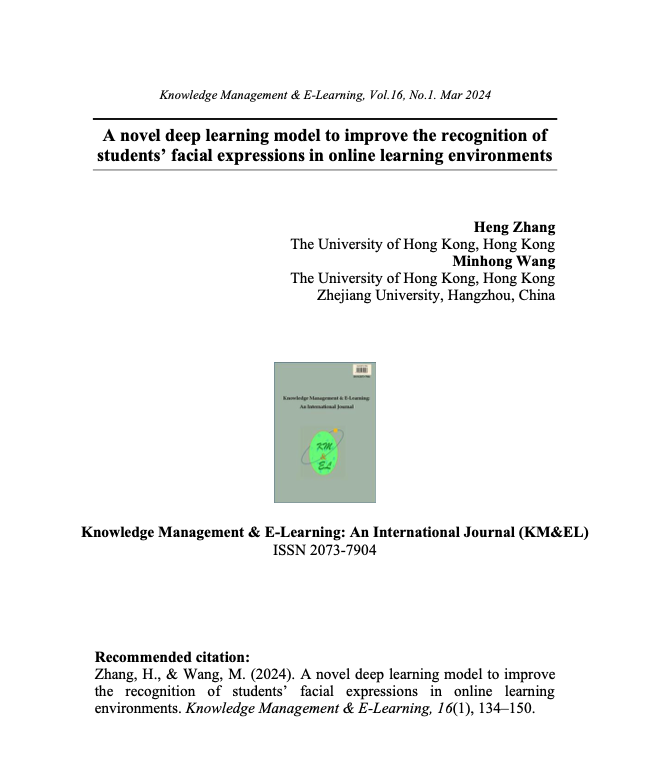 Knowledge Management & E-Learning, Vol.16, No.1. Mar 2024
A novel deep learning model to improve the recognition of
students’ facial expressions in online learning environments
Heng Zhang
The University of Hong Kong, Hong Kong
Minhong Wang
The University of Hong Kong, Hong Kong
Zhejiang University, Hangzhou, China
Knowledge Management & E-Learning:
An International Journal
KM
&
EL
Knowledge Management & E-Learning: An International Journal (KM&EL)
ISSN 2073-7904
Recommended citation:
Zhang, H., & Wang, M. (2024). A novel deep learning model to improve
the recognition of students’ facial expressions in online learning
environments. Knowledge Management & E-Learning, 16(1), 134–150.